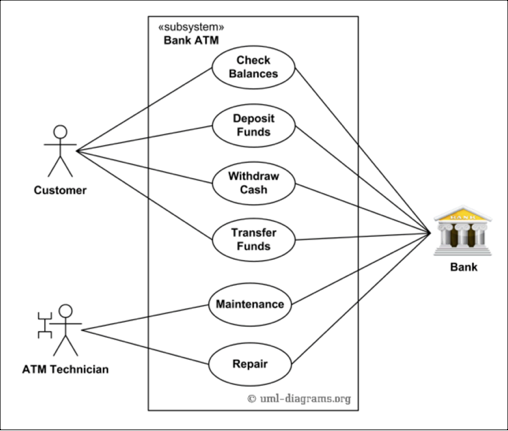 «subsystem»
Bank ATM
Check
Balances
Deposit
Funds
Customer
Withdraw
Cash
Transfer
Funds
Bank
Maintenance
ATM Technician
Repair
© uml-diagrams.org